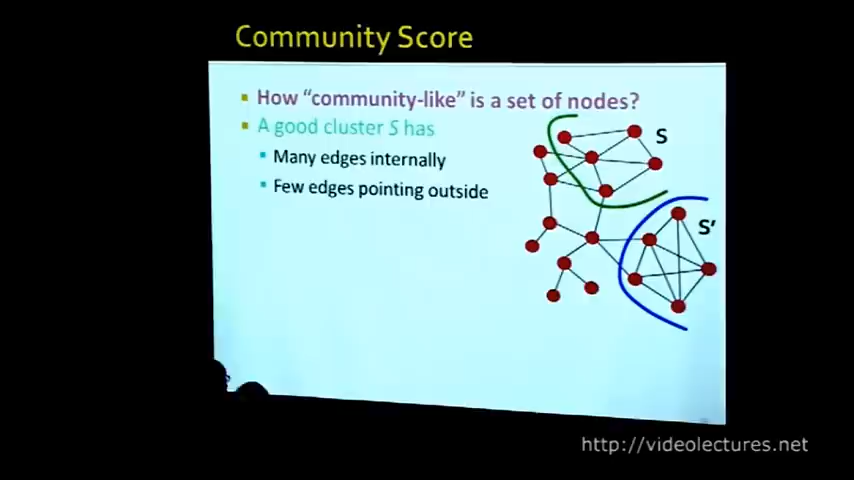 Community Score
How "community-like" is a set of nodes?
A good cluster S has
Many edges internally
Few edges pointing outside
S
S'
http://videolectures.net